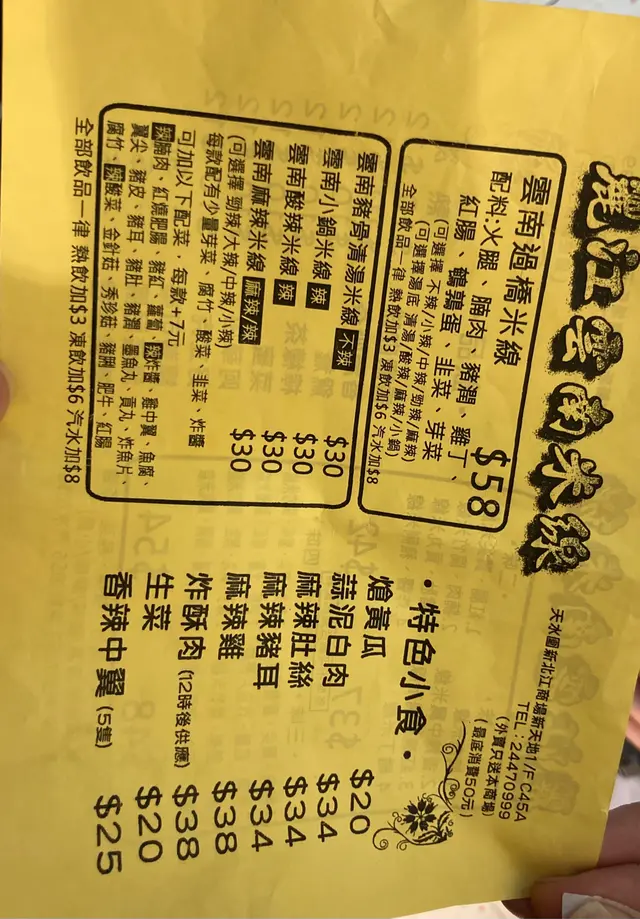 麗江雲南米線
天水圍新北江商場新天地1/F C45A
TEL:24470999
(外賣只送本商場)
(最底消費50元)
雲南過橋米線 $58
配料:火腿、腩肉、豬潤、雞丁、
紅腸、鵪鶉蛋、韭菜、芽菜
(可選擇 不辣/小辣/中辣/勁辣/麻辣)
(可選擇 湯底 清湯/酸辣/麻辣/小鍋)
全部飲品一律 熱飲加$3 凍飲加$6 汽水加$8
雲南豬骨清湯米線 不辣 $30
雲南小鍋米線 辣 $30
雲南酸辣米線 辣 $30
雲南麻辣米線 麻辣辣 $30
(可選擇 勁辣/大辣/中辣/小辣)
每款配有少量芽菜、腐竹、酸菜、韭菜、炸醬
可加以下配菜,每款+7元
辣腩肉、紅燒肥腸、豬紅、蘿蔔、辣炸醬、雞中翼、魚腐、
翼尖、豬皮、豬耳、豬肚、豬潤、墨魚丸、貢丸、炸魚片、
腐竹、辣酸菜、金針菇、秀珍菇、豬脷、肥牛、紅腸
全部飲品一律 熱飲加$3 凍飲加$6 汽水加$8
·特色小食·
熗黃瓜 $20
蒜泥白肉 $34
麻辣肚絲 $34
麻辣豬耳 $34
麻辣雞 $38
炸酥肉 (12時後供應) $38
生菜 $20
香辣中翼 (5隻) $25